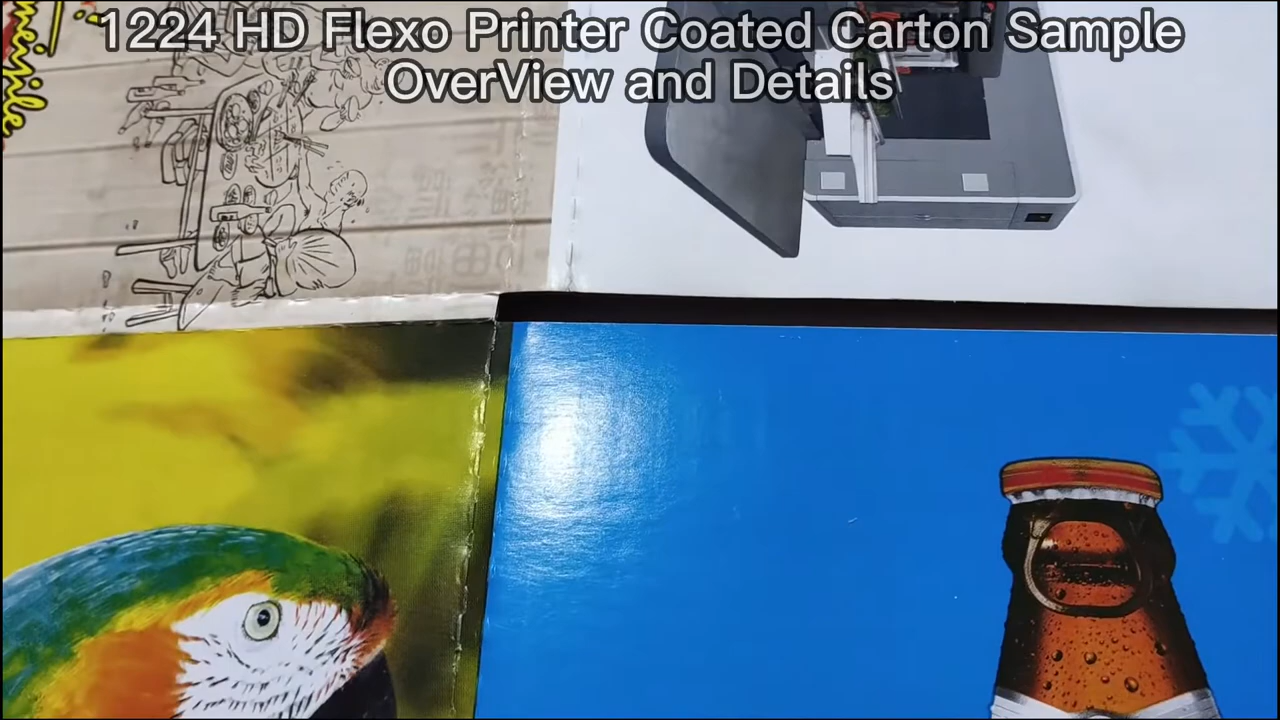 1224 HD Flexo Printer Coated Carton Sample
OverView and Details